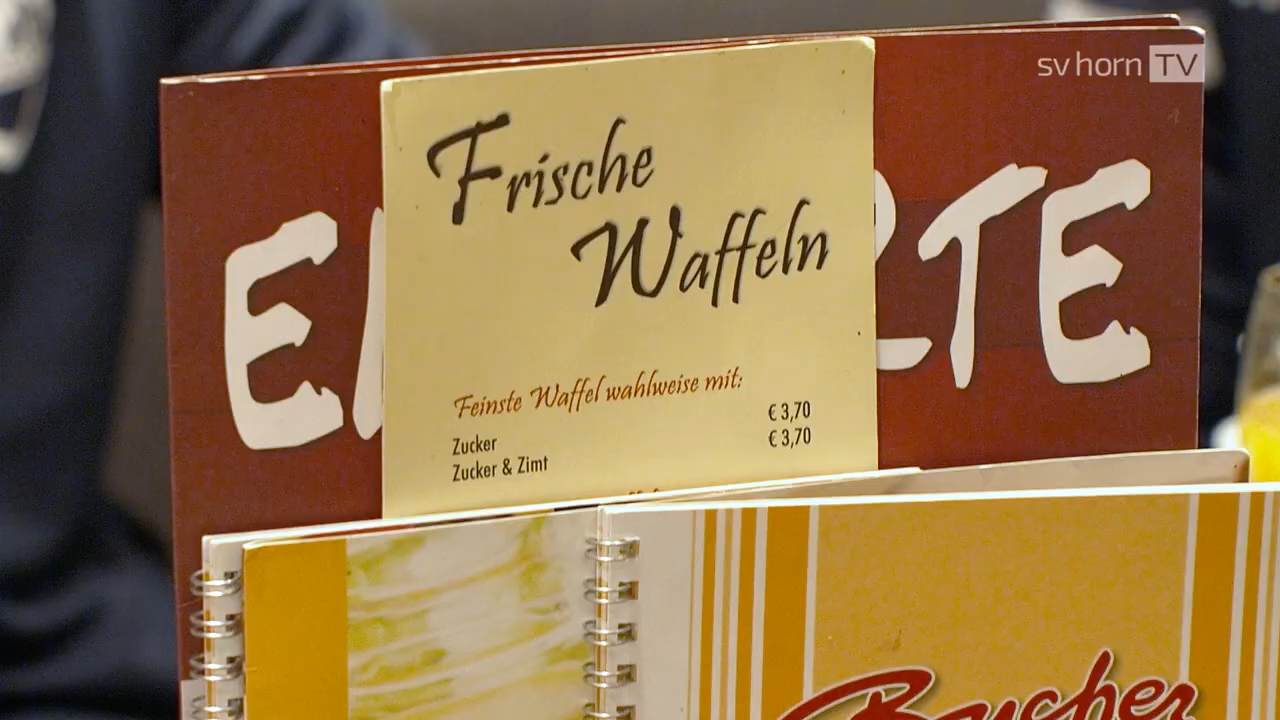 sv horn TV
Frische
Waffeln
Feinste Waffel wahlweise mit:
Zucker € 3,70
Zucker & Zimt € 3,70